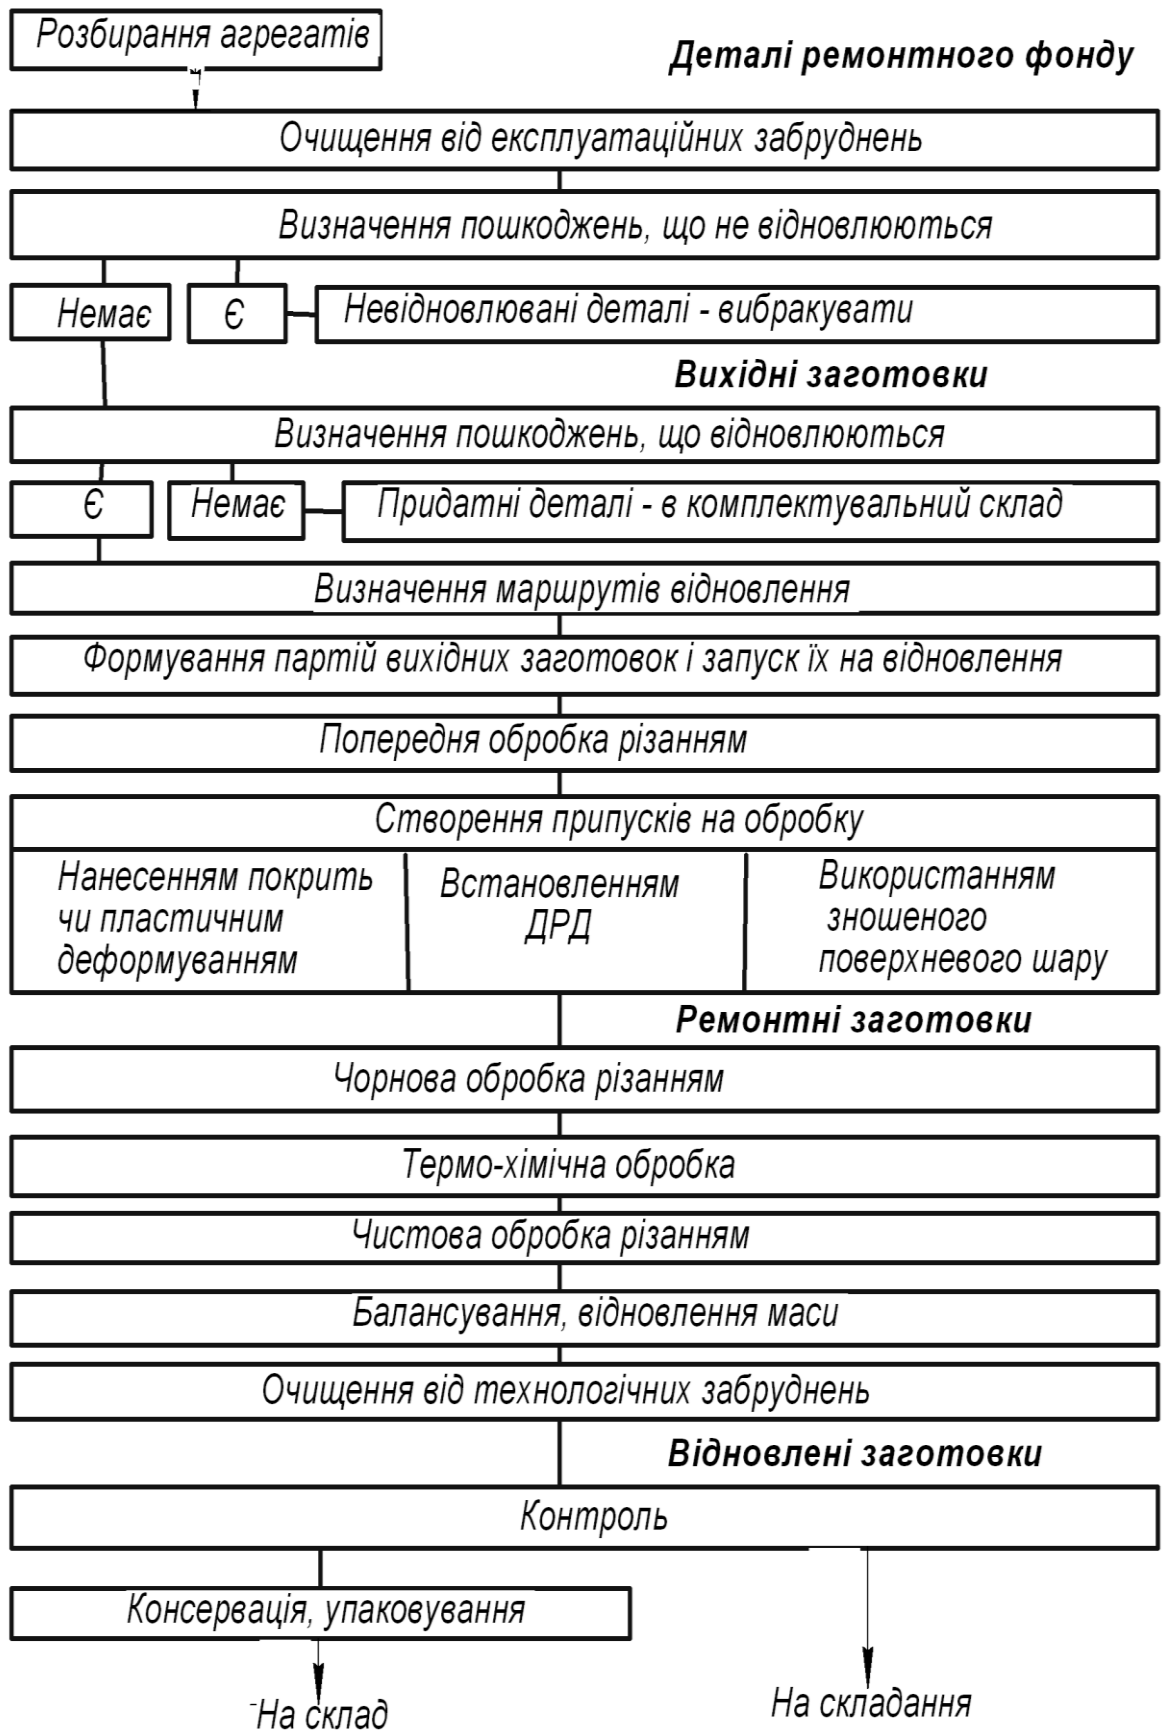 Розбирання агрегатів
Деталі ремонтного фонду
Очищення від експлуатаційних забруднень
Визначення пошкоджень, що не відновлюються
Немає
Є
Невідновлювані деталі - вибракувати
Вихідні заготовки
Визначення пошкоджень, що відновлюються
Є
Немає
Придатні деталі - в комплектувальний склад
Визначення маршрутів відновлення
Формування партій вихідних заготовок і запуск їх на відновлення
Попередня обробка різанням
Створення припусків на обробку
Нанесенням покрить
чи пластичним
деформуванням
Встановленням
ДРД
Використанням
зношеного
поверхневого шару
Ремонтні заготовки
Чорнова обробка різанням
Термо-хімічна обробка
Чистова обробка різанням
Балансування, відновлення маси
Очищення від технологічних забруднень
Відновлені заготовки
Контроль
Консервація, упаковування
На склад
На складання